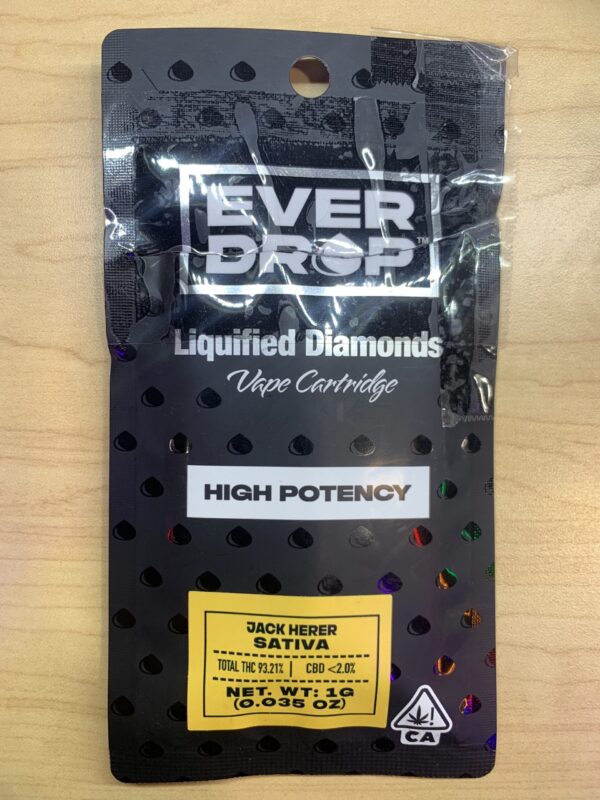 EVER
DROP™
Liquified Diamonds
Vape Cartridge
HIGH POTENCY
JACK HERER
SATIVA
TOTAL THC 93.21% | CBD <2.0%
NET. WT: 1G
(0.035 OZ)
!
CA